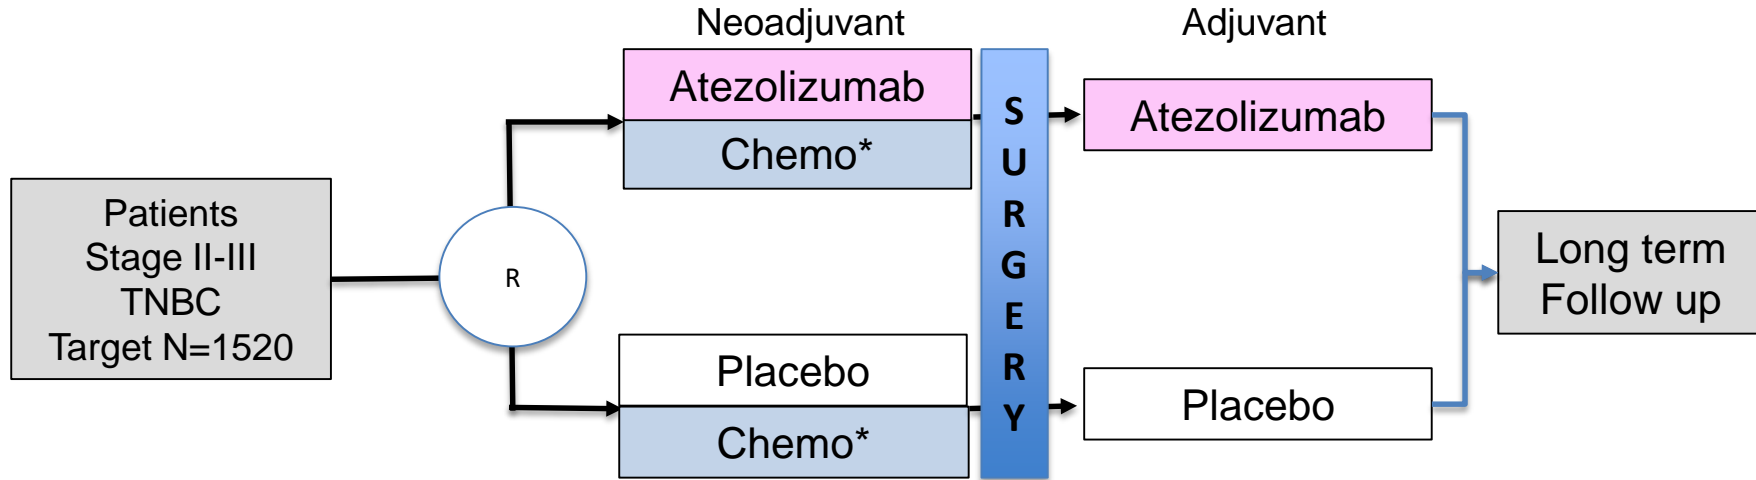 Neoadjuvant
Adjuvant
Atezolizumab
Chemo*
SURGERY
Atezolizumab
Patients
Stage II-III
TNBC
Target N=1520
R
Long term
Follow up
Placebo
Chemo*
Placebo